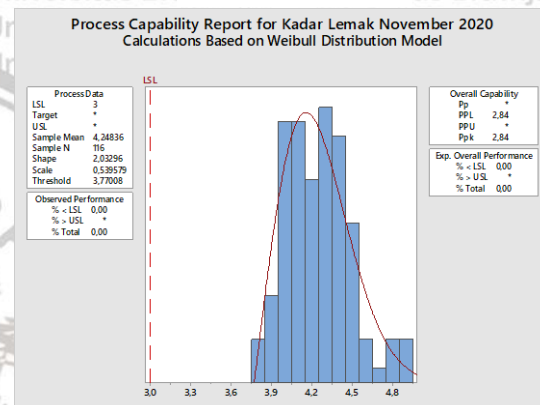 Process Capability Report for Kadar Lemak November 2020
Calculations Based on Weibull Distribution Model
LSL
Process Data
LSL 3
Target *
USL *
Sample Mean 4,24836
Sample N 116
Shape 2,03296
Scale 0,539579
Threshold 3,77008
Observed Performance
% < LSL 0,00
% > USL *
% Total 0,00
Overall Capability
Pp *
PPL 2,84
PPU *
Ppk 2,84
Exp. Overall Performance
% < LSL 0,00
% > USL *
% Total 0,00
3,0 3,3 3,6 3,9 4,2 4,5 4,8